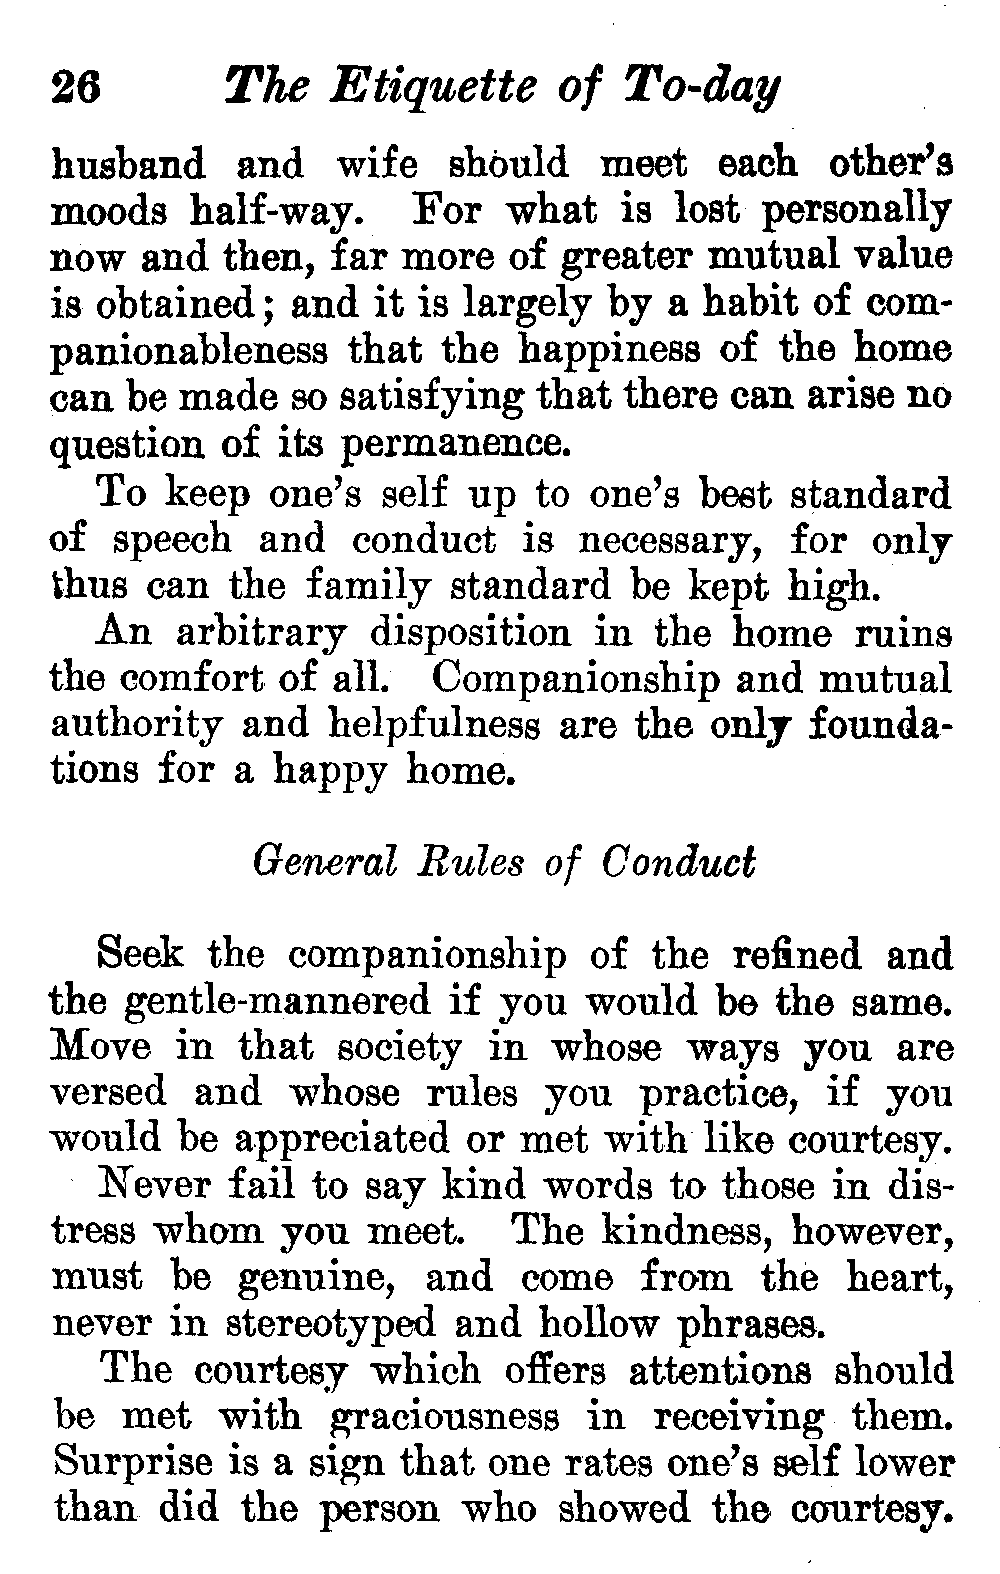 26 The Etiquette of To-day
husband and wife should meet each other's
moods half-way. For what is lost personally
now and then, far more of greater mutual value
is obtained; and it is largely by a habit of com-
panionableness that the happiness of the home
can be made so satisfying that there can arise no
question of its permanence.
To keep one's self up to one's best standard
of speech and conduct is necessary, for only
thus can the family standard be kept high.
An arbitrary disposition in the home ruins
the comfort of all. Companionship and mutual
authority and helpfulness are the only founda-
tions for a happy home.
General Rules of Conduct
Seek the companionship of the refined and
the gentle-mannered if you would be the same.
Move in that society in whose ways you are
versed and whose rules you practice, if you
would be appreciated or met with like courtesy.
Never fail to say kind words to those in dis-
tress whom you meet. The kindness, however,
must be genuine, and come from the heart,
never in stereotyped and hollow phrases.
The courtesy which offers attentions should
be met with graciousness in receiving them.
Surprise is a sign that one rates one's self lower
than did the person who showed the courtesy.